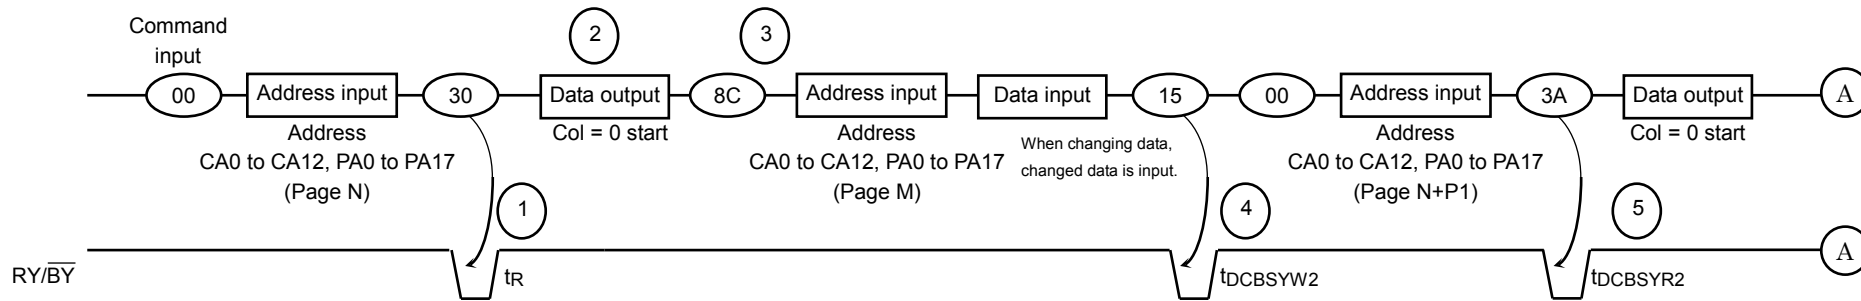 Command
input
2
3
00
Address input
30
Data output
8C
Address input
Data input
15
00
Address input
3A
Data output
A
Address
CA0 to CA12, PA0 to PA17
(Page N)
Col = 0 start
Address
CA0 to CA12, PA0 to PA17
(Page M)
When changing data,
changed data is input.
Address
CA0 to CA12, PA0 to PA17
(Page N+P1)
Col = 0 start
1
4
5
RY/BY
tR
tDCBSYW2
tDCBSYR2
A